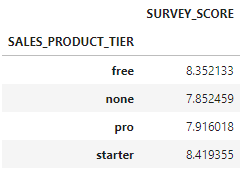 SURVEY_SCORE
SALES_PRODUCT_TIER
free 8.352133
none 7.852459
pro 7.916018
starter 8.419355